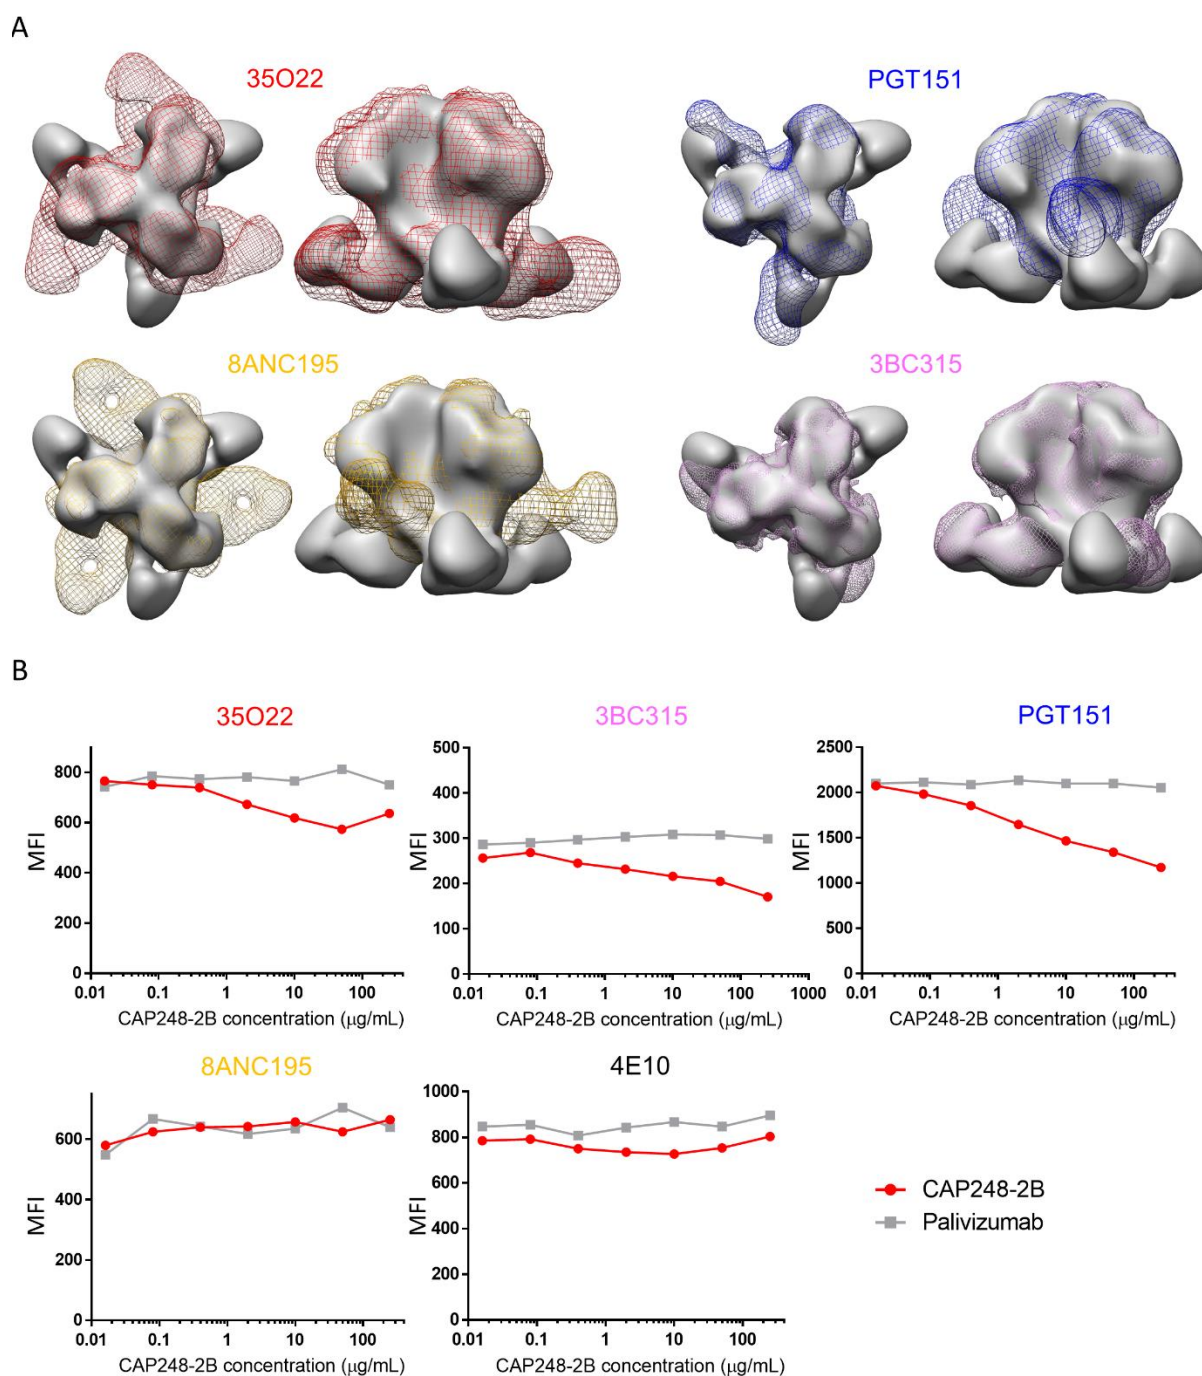 A
35O22
PGT151
8ANC195
3BC315
B
35O22
3BC315
PGT151
MFI
800
600
400
200
0
0.01 0.1 1 10 100
CAP248-2B concentration (µg/mL)
MFI
500
400
300
200
100
0
0.01 0.1 1 10 100 1000
CAP248-2B concentration (µg/mL)
MFI
2500
2000
1500
1000
500
0
0.01 0.1 1 10 100
CAP248-2B concentration (µg/mL)
8ANC195
4E10
MFI
600
400
200
0
0.01 0.1 1 10 100
CAP248-2B concentration (µg/mL)
MFI
1000
800
600
400
200
0
0.01 0.1 1 10 100
CAP248-2B concentration (µg/mL)
CAP248-2B
Palivizumab